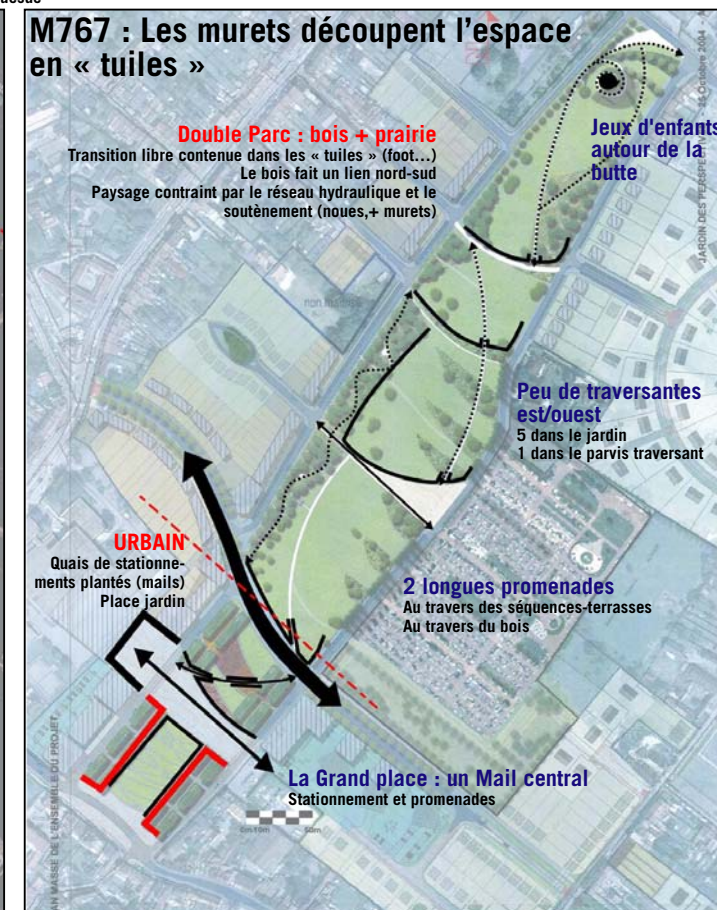 M767 : Les murets découpent l'espace
en « tuiles »
Double Parc : bois + prairie
Transition libre contenue dans les « tuiles » (foot...)
Le bois fait un lien nord-sud
Paysage contraint par le réseau hydraulique et le
soutènement (noues,+ murets)
Jeux d'enfants
autour de la
butte
JARDIN DES PERSPECTIV
Octobre 2004
Peu de traversantes
est/ouest
5 dans le jardin
1 dans le parvis traversant
URBAIN
Quais de stationne-
ments plantés (mails)
Place jardin
2 longues promenades
Au travers des séquences-terrasses
Au travers du bois
La Grand place : un Mail central
Stationnement et promenades
0m 10m 50m
AN MASSE DE L'ENSEMBLE DU PROJET